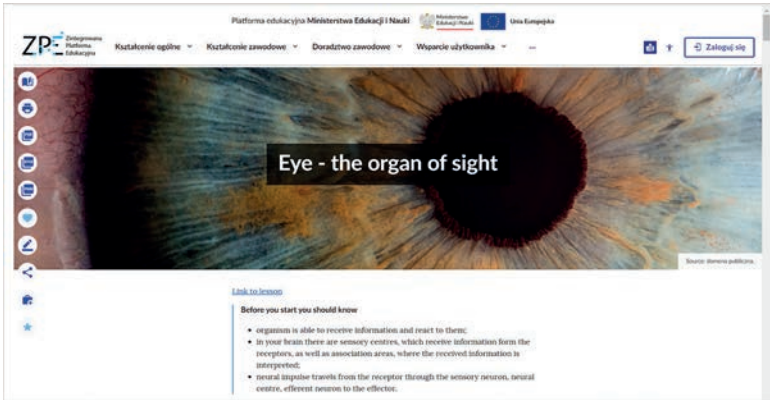 Platforma edukacyjna Ministerstwa Edukacji i Nauki
Ministerstwo
Edukacji i Nauki
Unia Europejska
ZPE
Zintegrowana
Platforma
Edukacyjna
Kształcenie ogólne
Kształcenie zawodowe
Doradztwo zawodowe
Wsparcie użytkownika
...
Zaloguj się
Eye - the organ of sight
Source: domena publiczna.
Link to lesson
Before you start you should know
• organism is able to receive information and react to them;
• in your brain there are sensory centres, which receive information form the
receptors, as well as association areas, where the received information is
interpreted;
• neural impulse travels from the receptor through the sensory neuron, neural
centre, efferent neuron to the effector.